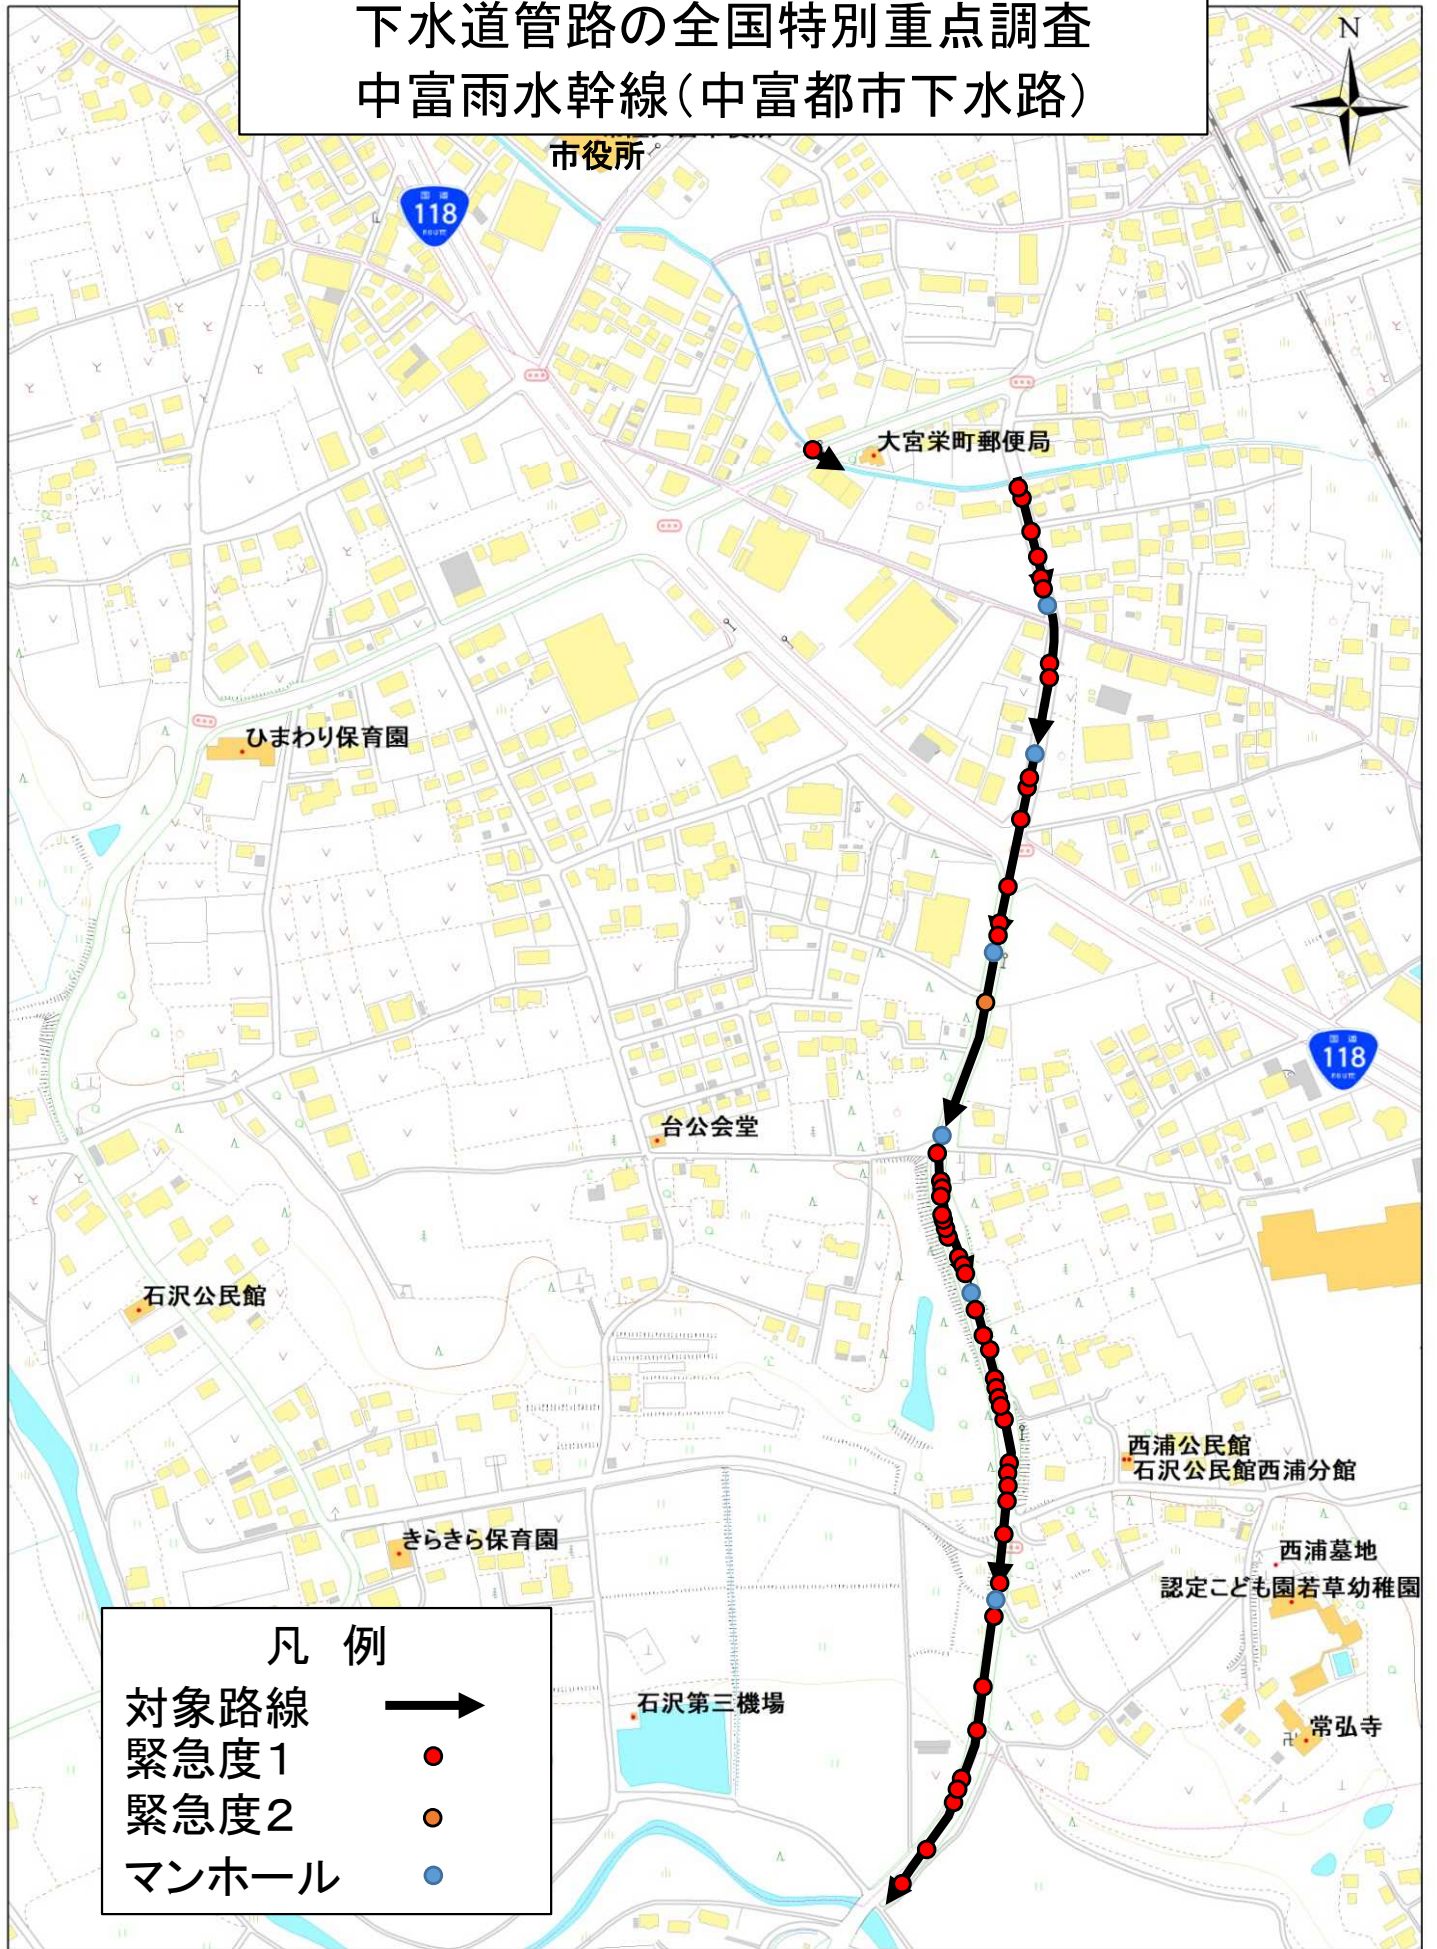 下水道管路の全国特別重点調査
中富雨水幹線（中富都市下水路）
N
市役所
国道
118
ROUTE
大宮栄町郵便局
ひまわり保育園
国道
118
ROUTE
台公会堂
石沢公民館
西浦公民館
石沢公民館西浦分館
きらきら保育園
西浦墓地
認定こども園若草幼稚園
石沢第三機場
常弘寺
凡 例
対象路線
緊急度１
緊急度２
マンホール